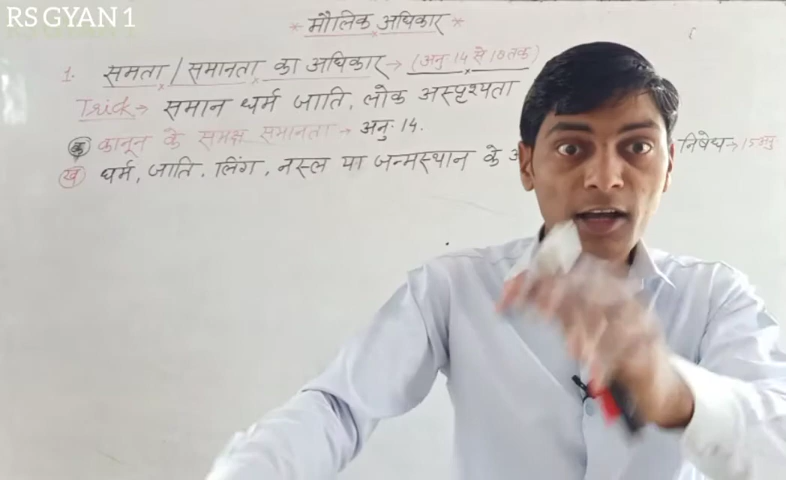 RS GYAN 1
* मौलिक अधिकार *
1. समता / समानता का अधिकार → (अनु॰ 14 से 18 तक)
Trick → समान धर्म जाति, लोक अस्पृश्यता
क कानून के समक्ष समानता → अनु॰ 14.
ख धर्म, जाति, लिंग, नस्ल या जन्मस्थान के निषेध → 15 अनु